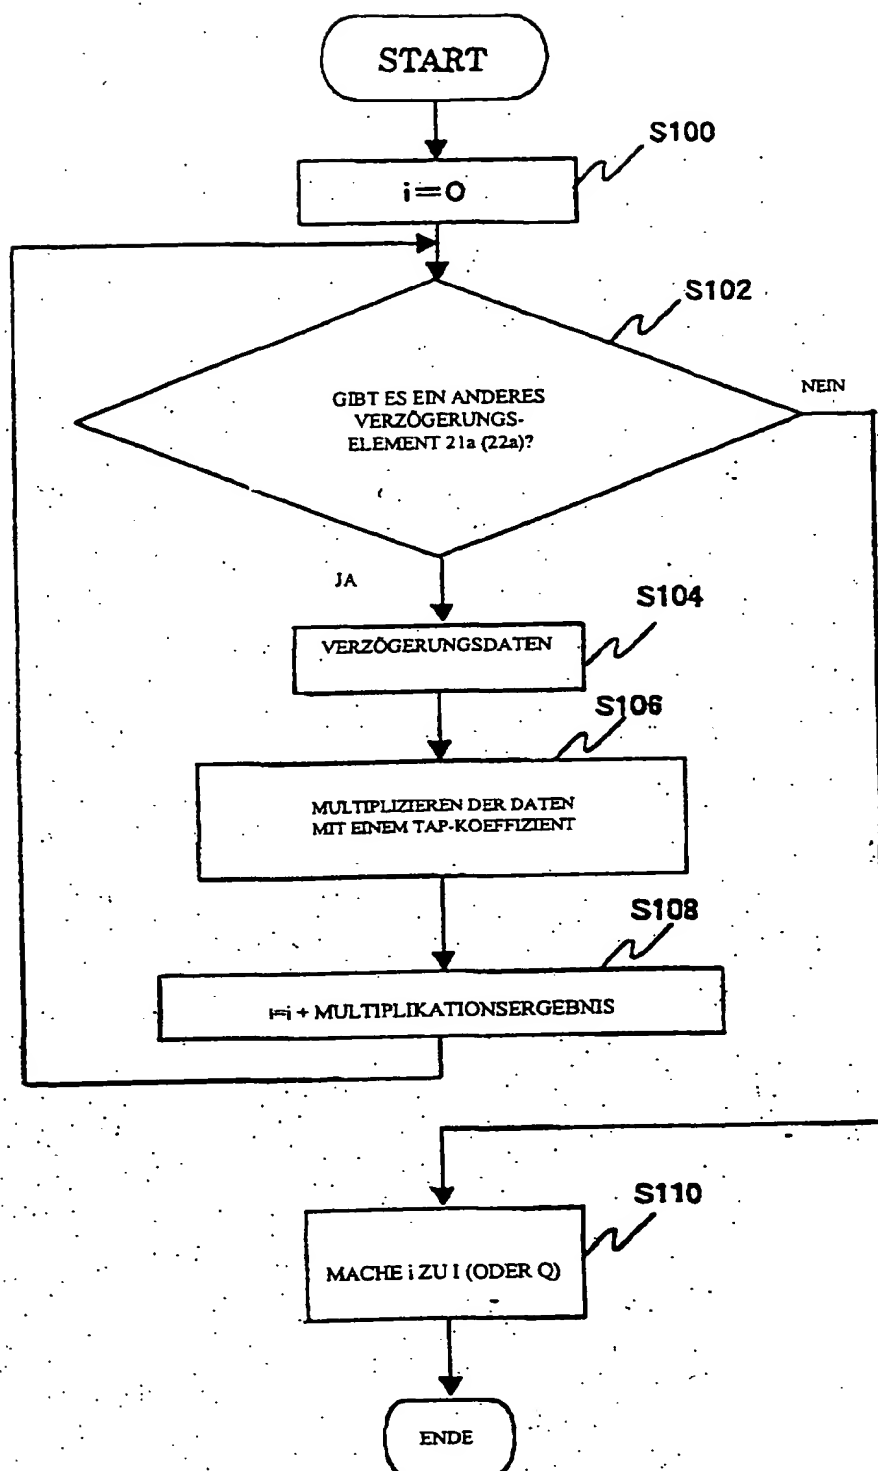 START
S100
i=0
S102
GIBT ES EIN ANDERES
VERZÖGERUNGS-
ELEMENT 21a (22a)?
NEIN
JA
S104
VERZÖGERUNGSDATEN
S106
MULTIPLIZIEREN DER DATEN
MIT EINEM TAP-KOEFFIZIENT
S108
i=i + MULTIPLIKATIONSERGEBNIS
S110
MACHE i ZU I (ODER Q)
ENDE